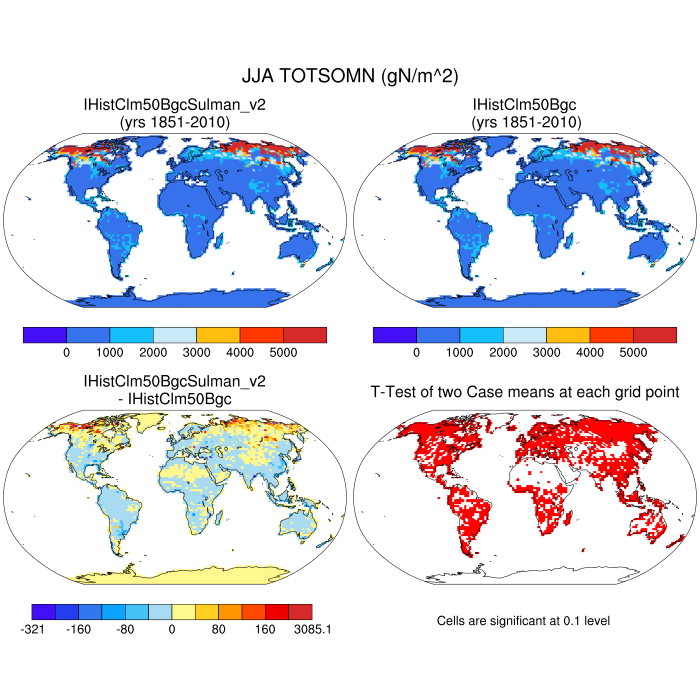 JJA TOTSOMN (gN/m^2)
IHistClm50BgcSulman_v2
(yrs 1851-2010)
IHistClm50Bgc
(yrs 1851-2010)
0 1000 2000 3000 4000 5000
0 1000 2000 3000 4000 5000
IHistClm50BgcSulman_v2
- IHistClm50Bgc
T-Test of two Case means at each grid point
-321 -160 -80 0 80 160 3085.1
Cells are significant at 0.1 level